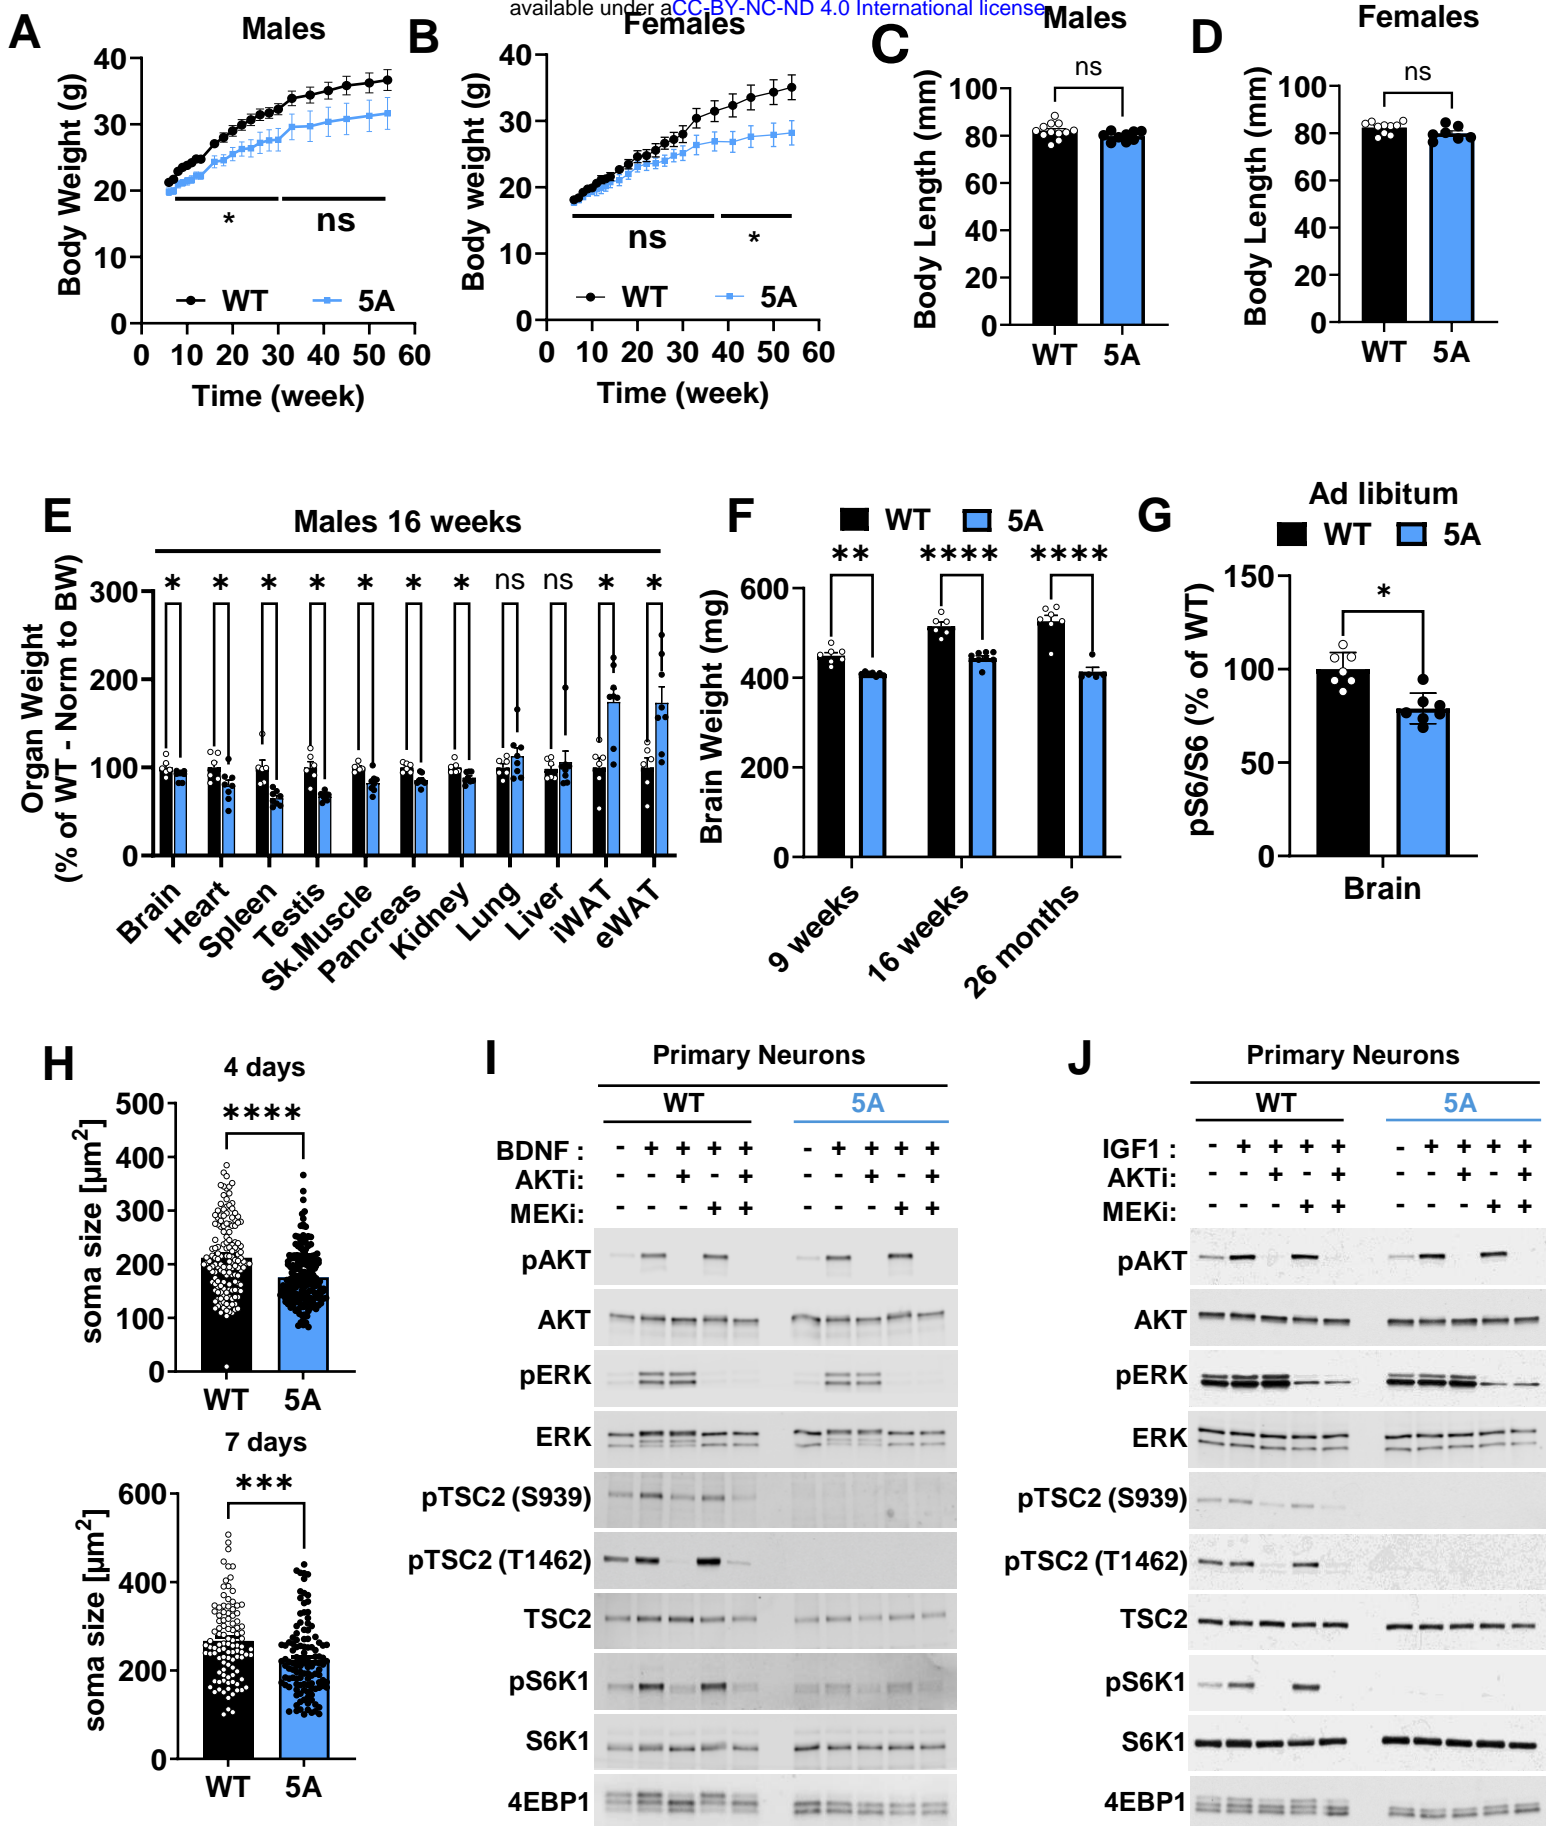 available under aCC-BY-NC-ND 4.0 International license
A
Males
Body Weight (g)
40
30
20
10
0
* ns
WT 5A
0 10 20 30 40 50 60
Time (week)
B
Females
Body weight (g)
40
30
20
10
0
ns *
WT 5A
0 10 20 30 40 50 60
Time (week)
C
Males
ns
Body Length (mm)
100
80
60
40
20
0
WT 5A
D
Females
ns
Body Length (mm)
100
80
60
40
20
0
WT 5A
E
Males 16 weeks
Organ Weight
(% of WT - Norm to BW)
300
200
100
0
* * * * * * * ns ns * *
Brain
Heart
Spleen
Testis
Sk.Muscle
Pancreas
Kidney
Lung
Liver
iWAT
eWAT
F
WT 5A
** **** ****
Brain Weight (mg)
600
400
200
0
9 weeks
16 weeks
26 months
G
Ad libitum
WT 5A
*
pS6/S6 (% of WT)
150
100
50
0
Brain
H
4 days
****
soma size [µm2]
500
400
300
200
100
0
WT 5A
7 days
***
soma size [µm2]
600
400
200
0
WT 5A
I
Primary Neurons
WT 5A
BDNF : - + + + + - + + + +
AKTi: - - + - + - - + - +
MEKi: - - - + + - - - + +
pAKT
AKT
pERK
ERK
pTSC2 (S939)
pTSC2 (T1462)
TSC2
pS6K1
S6K1
4EBP1
J
Primary Neurons
WT 5A
IGF1 : - + + + + - + + + +
AKTi: - - + - + - - + - +
MEKi: - - - + + - - - + +
pAKT
AKT
pERK
ERK
pTSC2 (S939)
pTSC2 (T1462)
TSC2
pS6K1
S6K1
4EBP1